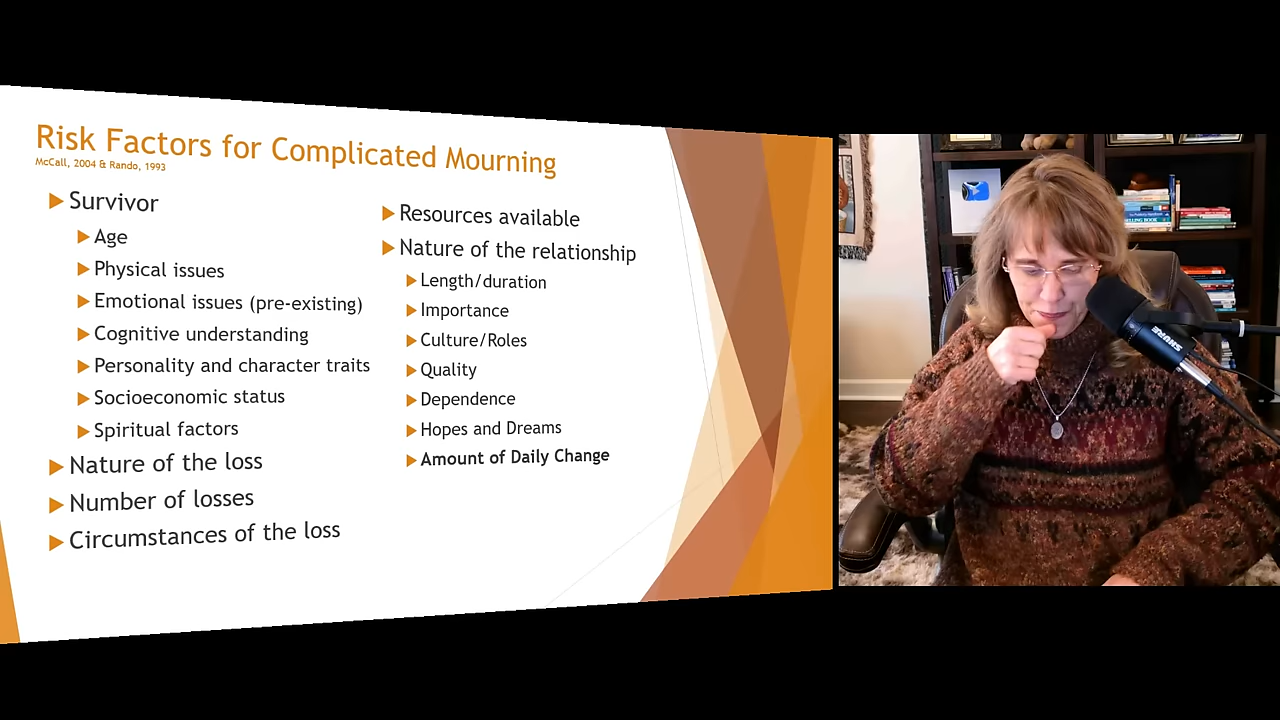 Risk Factors for Complicated Mourning
McCall, 2004 & Rando, 1993
Survivor
Age
Physical issues
Emotional issues (pre-existing)
Cognitive understanding
Personality and character traits
Socioeconomic status
Spiritual factors
Nature of the loss
Number of losses
Circumstances of the loss
Resources available
Nature of the relationship
Length/duration
Importance
Culture/Roles
Quality
Dependence
Hopes and Dreams
Amount of Daily Change
SHURE